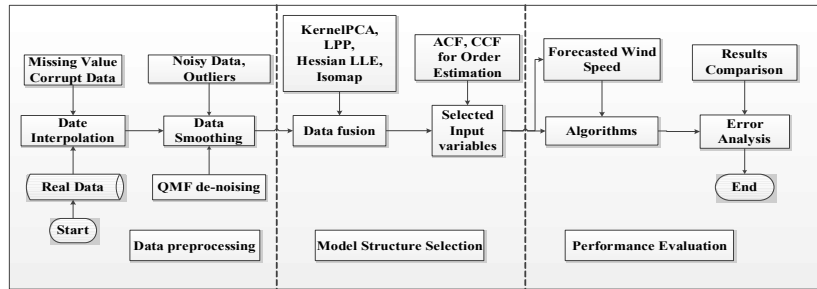 Missing Value
Corrupt Data
Noisy Data,
Outliers
KernelPCA,
LPP,
Hessian LLE,
Isomap
ACF, CCF
for Order
Estimation
Forecasted Wind
Speed
Results
Comparison
Date
Interpolation
Data
Smoothing
Data fusion
Selected
Input
variables
Algorithms
Error
Analysis
Real Data
QMF de-noising
End
Start
Data preprocessing
Model Structure Selection
Performance Evaluation